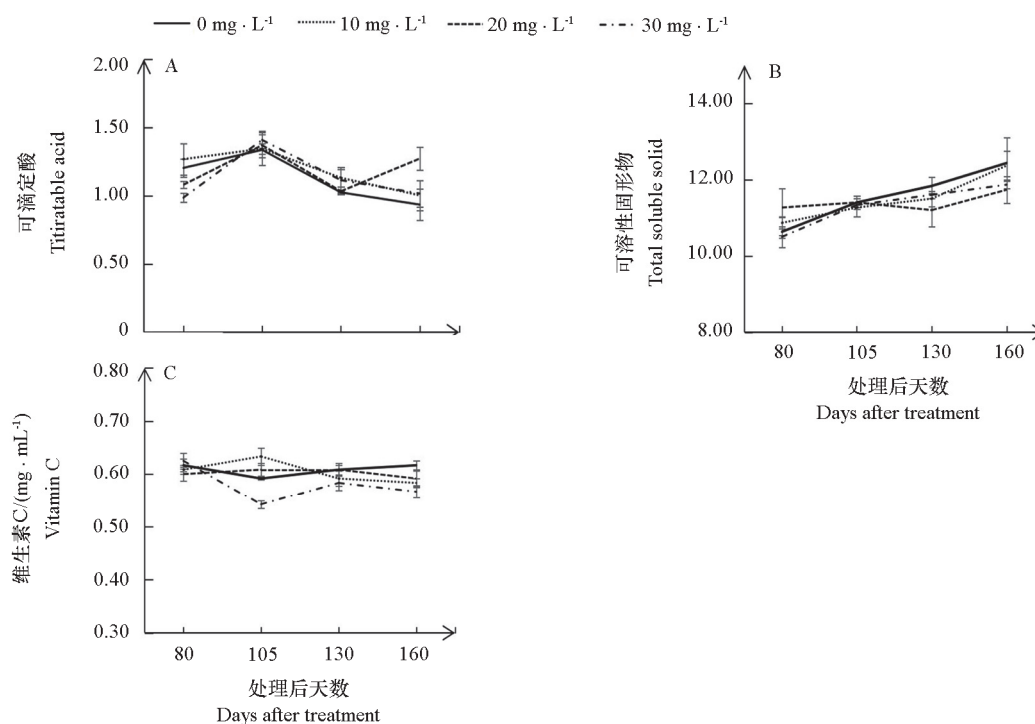 0 mg · L⁻¹ 10 mg · L⁻¹ 20 mg · L⁻¹ 30 mg · L⁻¹
A
2.00
1.50
1.00
0.50
0
可滴定酸
Titiratable acid
B
14.00
12.00
10.00
8.00
可溶性固形物
Total soluble solid
80 105 130 160
处理后天数
Days after treatment
C
0.80
0.70
0.60
0.50
0.40
0.30
维生素C/(mg · mL⁻¹)
Vitamin C
80 105 130 160
处理后天数
Days after treatment